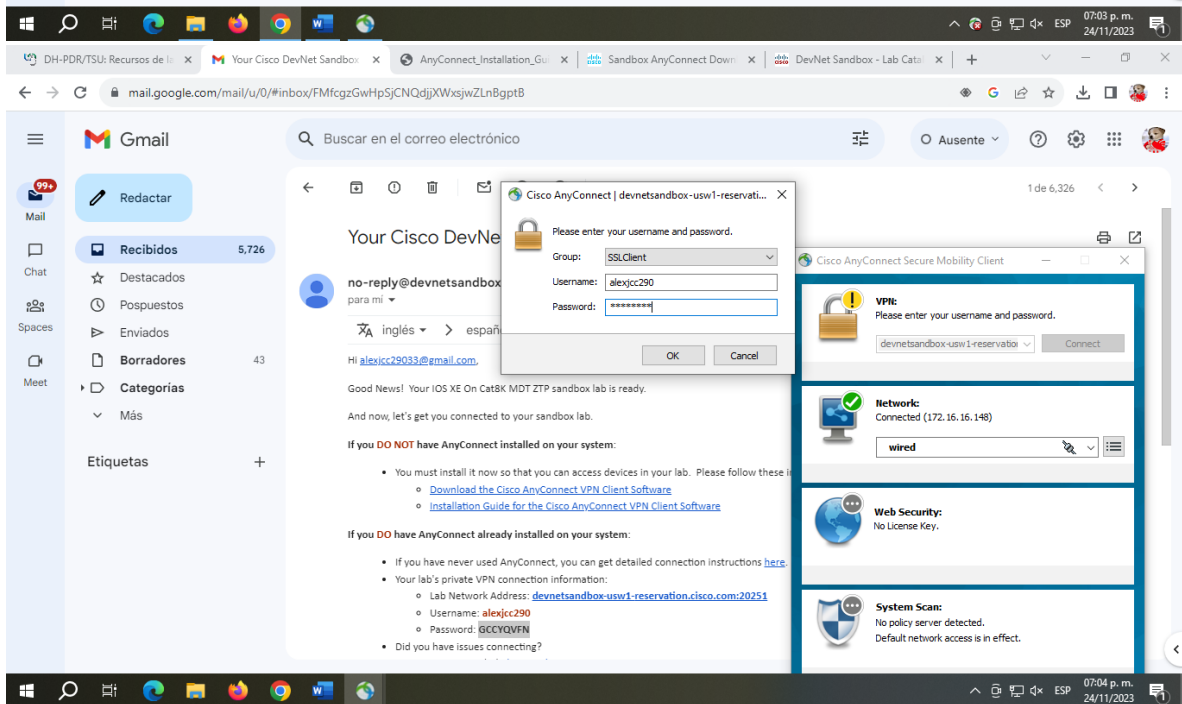 ESP
07:03 p. m.
24/11/2023
DH-PDR/TSU: Recursos de la
Your Cisco DevNet Sandbox
AnyConnect_Installation_Gui
Sandbox AnyConnect Down
DevNet Sandbox - Lab Cata
mail.google.com/mail/u/0/#inbox/FMfcgzGwHpSjCNQdjjXWxsjwZLnBgptB
Gmail
Buscar en el correo electrónico
Ausente
99+
Mail
Chat
Spaces
Meet
Redactar
Recibidos 5,726
Destacados
Pospuestos
Enviados
Borradores 43
Categorías
Más
Etiquetas
1 de 6,326
Your Cisco DevNe
no-reply@devnetsandbox
para mí
inglés > españ
Hi alexjcc29033@gmail.com,
Good News! Your IOS XE On Cat8K MDT ZTP sandbox lab is ready.
And now, let's get you connected to your sandbox lab.
If you DO NOT have AnyConnect installed on your system:
• You must install it now so that you can access devices in your lab. Please follow these i
Download the Cisco AnyConnect VPN Client Software
Installation Guide for the Cisco AnyConnect VPN Client Software
If you DO have AnyConnect already installed on your system:
• If you have never used AnyConnect, you can get detailed connection instructions here.
• Your lab's private VPN connection information:
Lab Network Address: devnetsandbox-usw1-reservation.cisco.com:20251
Username: alexjcc290
Password: GCCYQVFN
• Did you have issues connecting?
Cisco AnyConnect | devnetsandbox-usw1-reservati...
Please enter your username and password.
Group: SSLClient
Username: alexjcc290
Password: ********
OK Cancel
Cisco AnyConnect Secure Mobility Client
VPN:
Please enter your username and password.
devnetsandbox-usw1-reservation
Connect
Network:
Connected (172.16.16.148)
wired
Web Security:
No License Key.
System Scan:
No policy server detected.
Default network access is in effect.
ESP
07:04 p. m.
24/11/2023